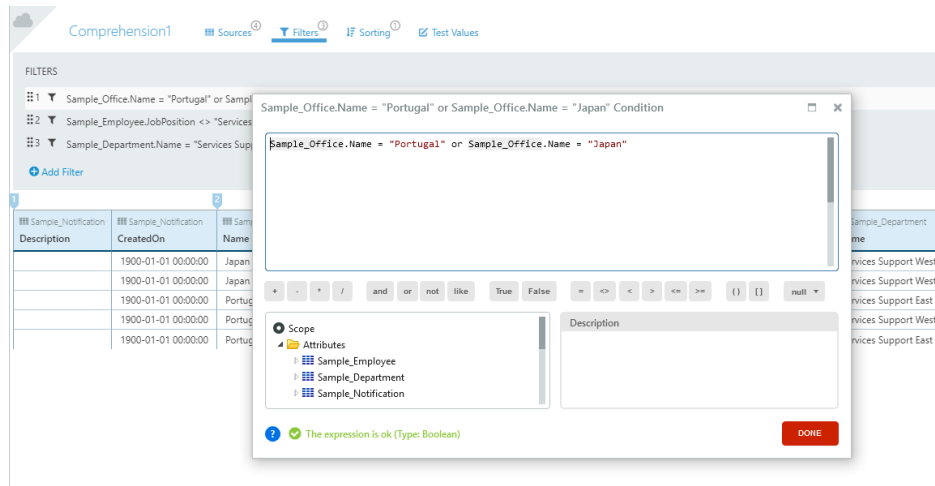 Comprehension1
Sources 4
Filters 3
Sorting 1
Test Values
FILTERS
1 Sample_Office.Name = "Portugal" or Sampl
2 Sample_Employee.JobPosition <> "Services
3 Sample_Department.Name = "Services Sup
Add Filter
Sample_Office.Name = "Portugal" or Sample_Office.Name = "Japan" Condition
Sample_Office.Name = "Portugal" or Sample_Office.Name = "Japan"
+ - * / and or not like True False = <> < > <= >= ( ) [ ] null
Scope
Attributes
Sample_Employee
Sample_Department
Sample_Notification
Description
The expression is ok (Type: Boolean)
DONE
1 2
Sample_Notification Sample_Notification Sam Sample_Department
Description CreatedOn Name me
1900-01-01 00:00:00 Japan rvices Support West
1900-01-01 00:00:00 Japan rvices Support West
1900-01-01 00:00:00 Portug rvices Support East
1900-01-01 00:00:00 Portug rvices Support West
1900-01-01 00:00:00 Portug rvices Support East